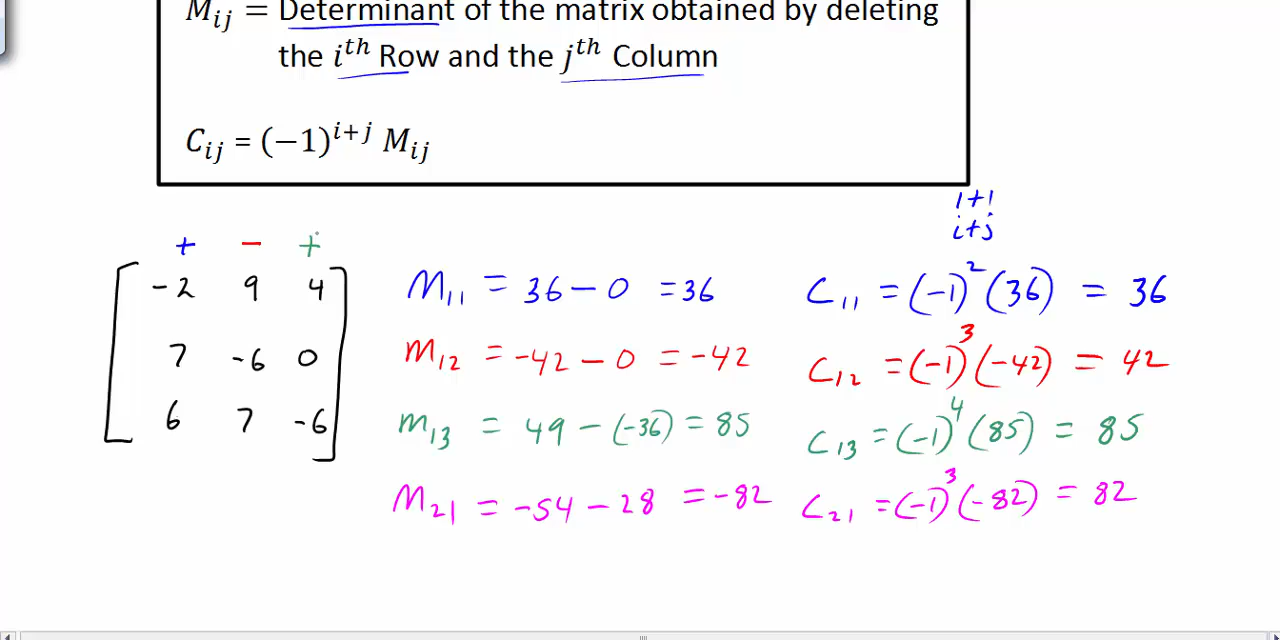 M_ij = Determinant of the matrix obtained by deleting
the i^th Row and the j^th Column
C_ij = (−1)^(i+j) M_ij
1+1
i+j
+ − +
-2 9 4
7 -6 0
6 7 -6
M₁₁ = 36 − 0 = 36
C₁₁ = (-1)²(36) = 36
M₁₂ = -42 − 0 = -42
C₁₂ = (-1)³(-42) = 42
M₁₃ = 49 − (-36) = 85
C₁₃ = (-1)⁴(85) = 85
M₂₁ = -54 − 28 = -82
C₂₁ = (-1)³(-82) = 82